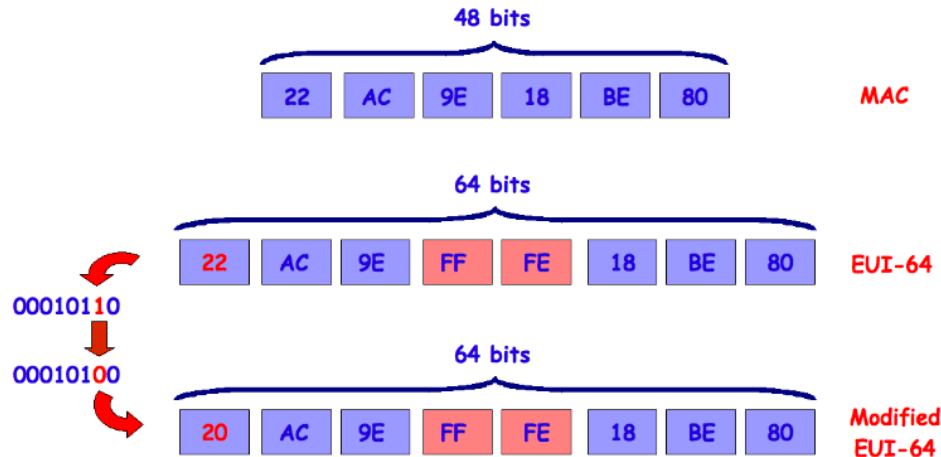 48 bits
22 AC 9E 18 BE 80 MAC
64 bits
22 AC 9E FF FE 18 BE 80 EUI-64
00010110
00010100
64 bits
20 AC 9E FF FE 18 BE 80 Modified
EUI-64